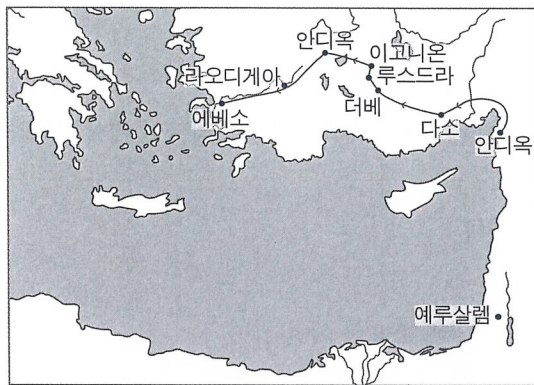 안디옥
이고니온
루스드라
라오디게아
더베
에베소
다소
안디옥
예루살렘